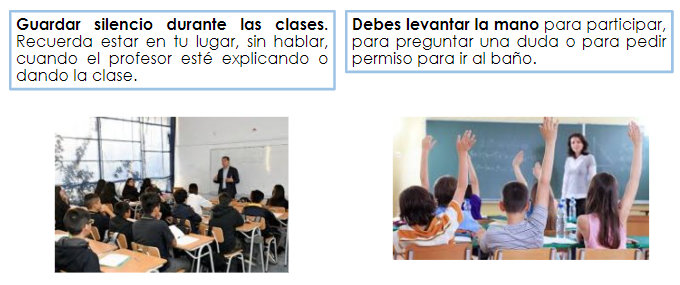 Guardar silencio durante las clases.
Recuerda estar en tu lugar, sin hablar,
cuando el profesor esté explicando o
dando la clase.
Debes levantar la mano para participar,
para preguntar una duda o para pedir
permiso para ir al baño.